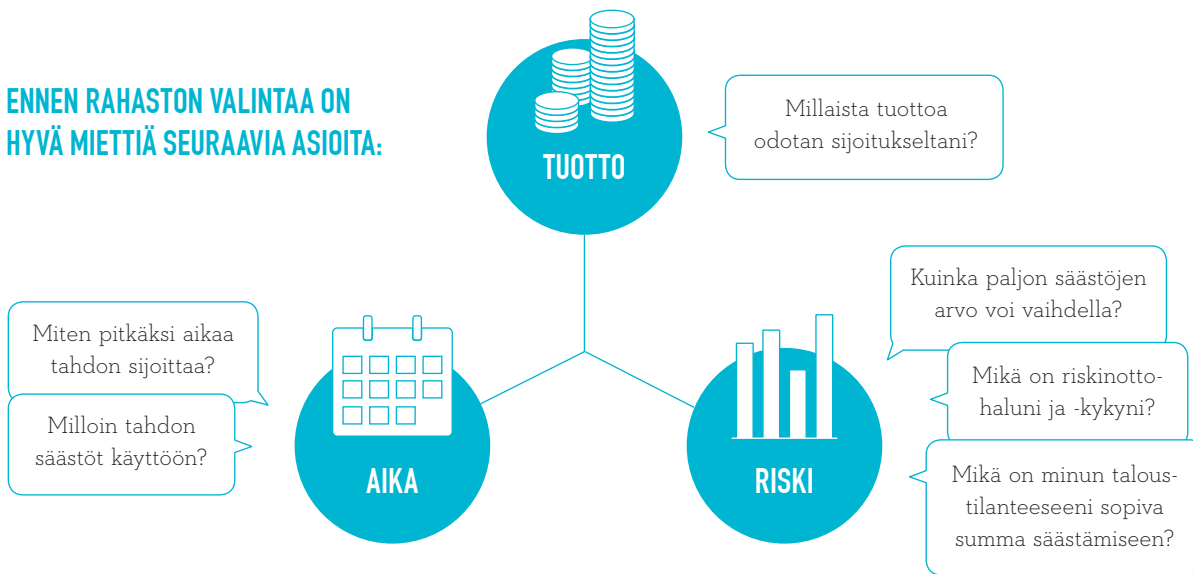 ENNEN RAHASTON VALINTAA ON
HYVÄ MIETTIÄ SEURAAVIA ASIOITA:
TUOTTO
Millaista tuottoa
odotan sijoitukseltani?
Miten pitkäksi aikaa
tahdon sijoittaa?
Milloin tahdon
säästöt käyttöön?
AIKA
RISKI
Kuinka paljon säästöjen
arvo voi vaihdella?
Mikä on riskinotto-
haluni ja -kykyni?
Mikä on minun talous-
tilanteeseeni sopiva
summa säästämiseen?